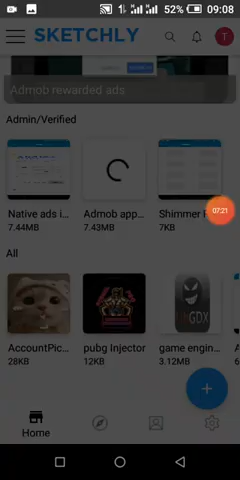 52% 09:08
SKETCHLY
T
Admob rewarded ads
Admin/Verified
Native ads i... Admob app... Shimmer
7.44MB 7.43MB 7KB
07:21
All
GDX
AccountPic... pubg Injector game engin...
28KB 12KB 3.12MB
+
Home